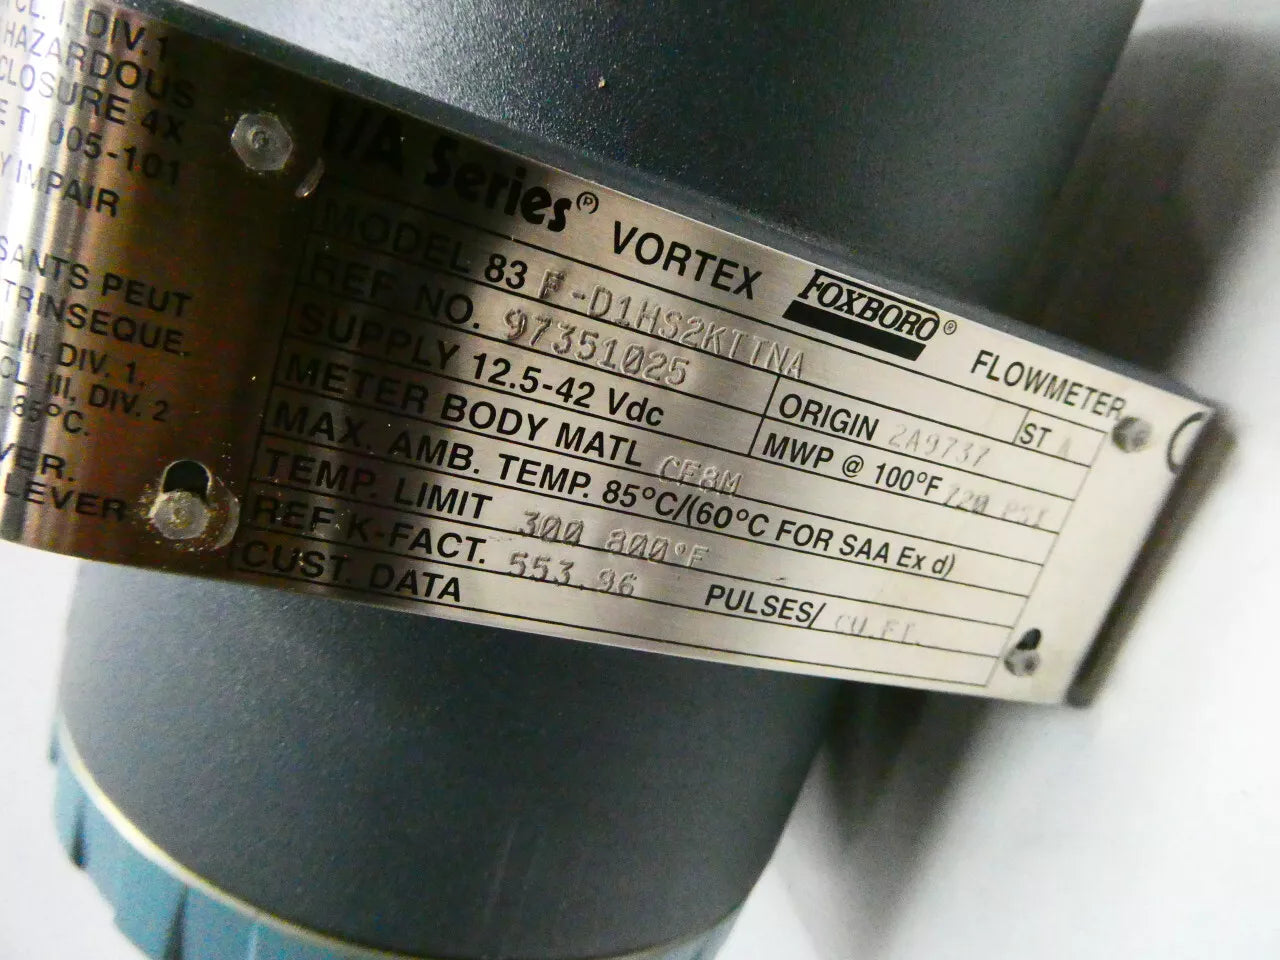 CL. I, DIV. 1
HAZARDOUS
CLOSURE 4X
TI 005-101
IMPAIR
SANTS PEUT
TRINSEQUE.
DIV. 1,
CL. III, DIV. 2
85°C.
VER.
LEVER
I/A Series® VORTEX FOXBORO® FLOWMETER
MODEL 83 F-D1HS2KTTNA
REF NO. 97351025 ORIGIN 2A9737 ST A
SUPPLY 12.5-42 Vdc MWP @ 100°F 720 PSI
METER BODY MATL CF8M
MAX. AMB. TEMP. 85°C/(60°C FOR SAA Ex d)
TEMP. LIMIT 300 800°F
REF K-FACT. 553.96 PULSES/ CU.FT.
CUST. DATA